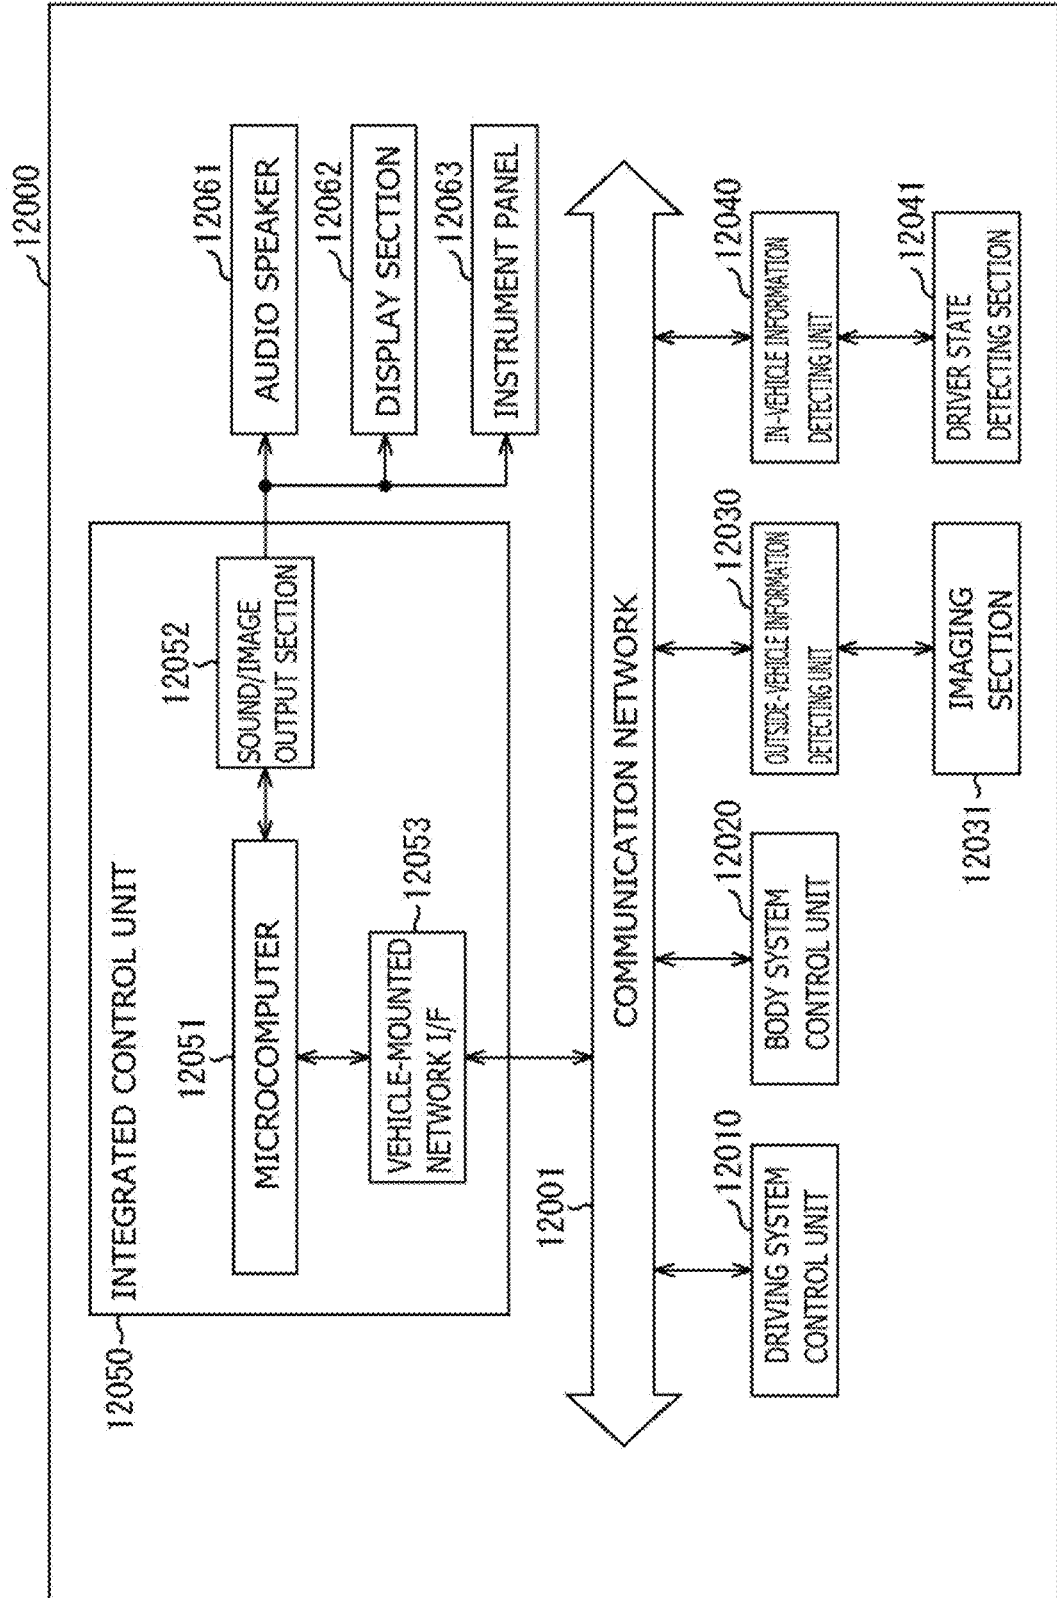 12000
12050
INTEGRATED CONTROL UNIT
12051
MICROCOMPUTER
12052
SOUND/IMAGE
OUTPUT SECTION
12053
VEHICLE-MOUNTED
NETWORK I/F
12061
AUDIO SPEAKER
12062
DISPLAY SECTION
12063
INSTRUMENT PANEL
12001
COMMUNICATION NETWORK
12010
DRIVING SYSTEM
CONTROL UNIT
12020
BODY SYSTEM
CONTROL UNIT
12030
OUTSIDE-VEHICLE INFORMATION
DETECTING UNIT
12040
IN-VEHICLE INFORMATION
DETECTING UNIT
12031
IMAGING
SECTION
12041
DRIVER STATE
DETECTING SECTION